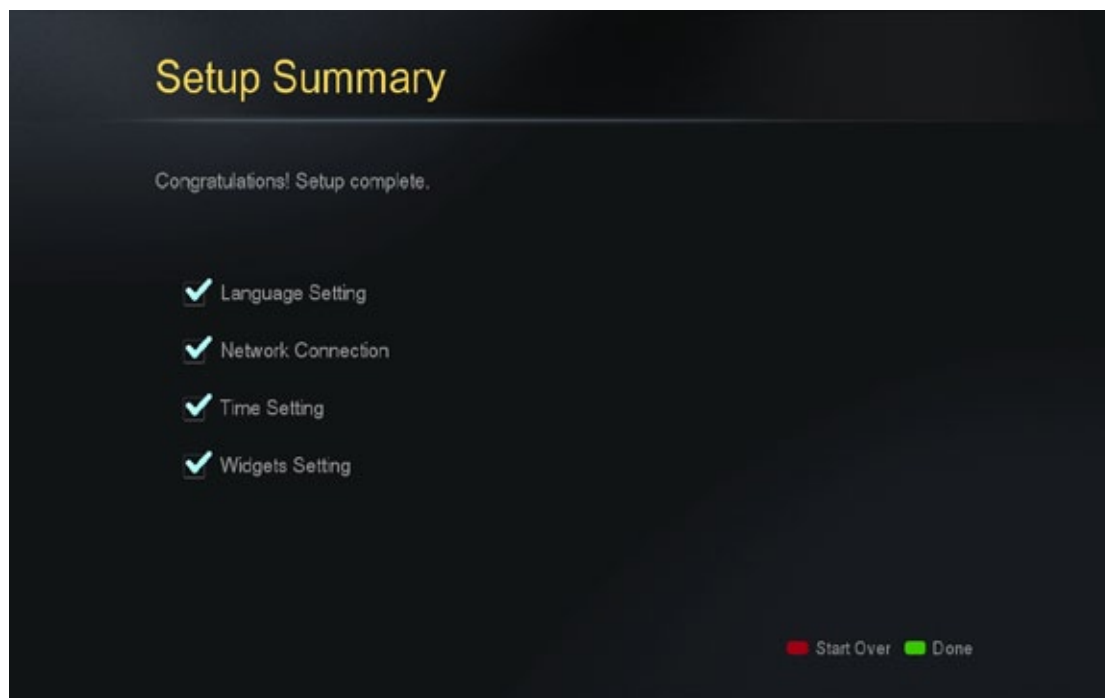 Setup Summary
Congratulations! Setup complete.
Language Setting
Network Connection
Time Setting
Widgets Setting
Start Over Done